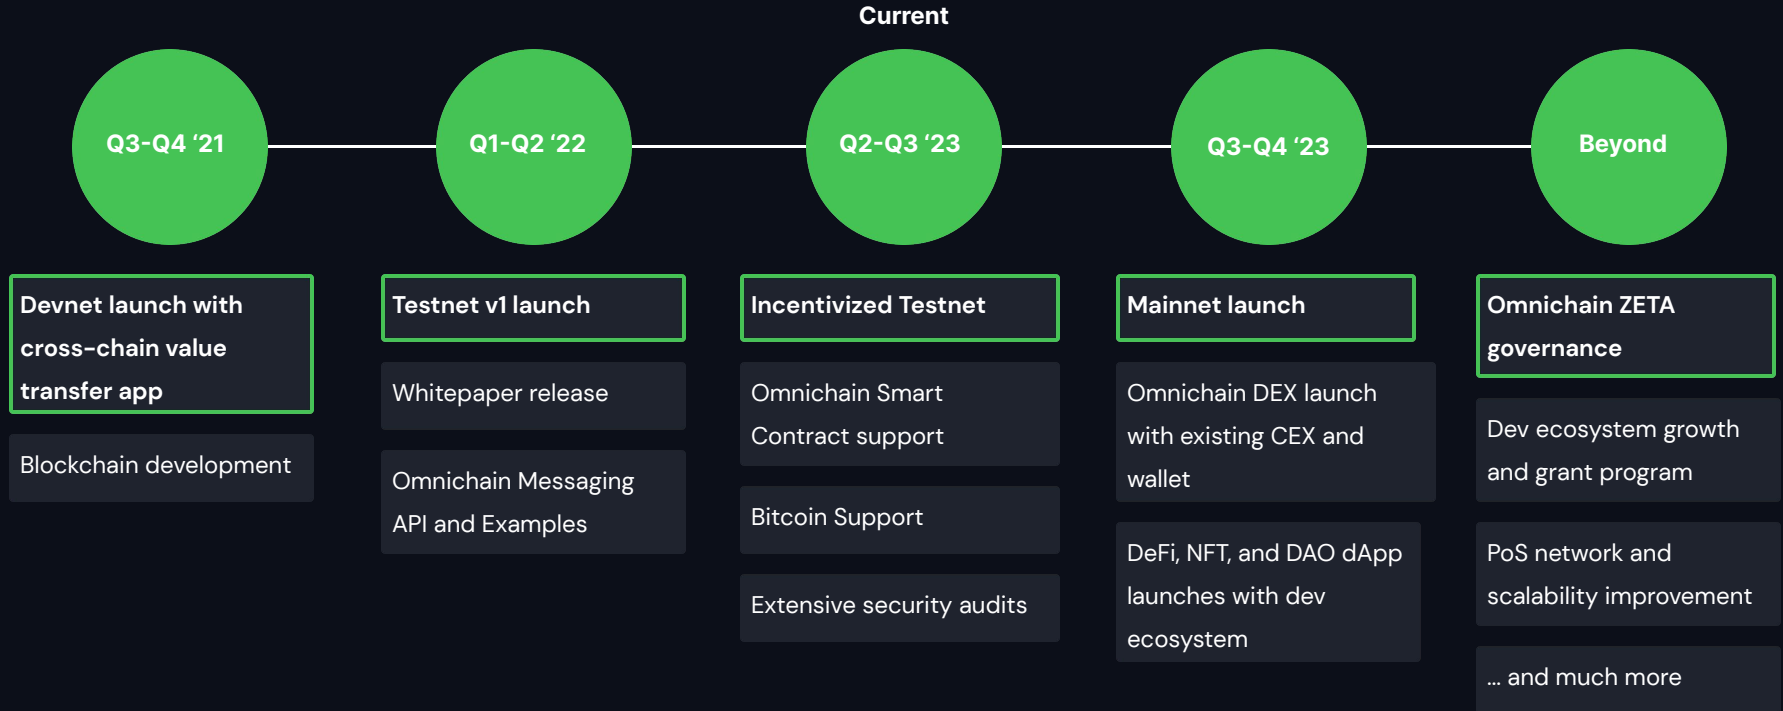 Current
Q3-Q4 ‘21
Q1-Q2 ‘22
Q2-Q3 ‘23
Q3-Q4 ‘23
Beyond
Devnet launch with
cross-chain value
transfer app
Blockchain development
Testnet v1 launch
Whitepaper release
Omnichain Messaging
API and Examples
Incentivized Testnet
Omnichain Smart
Contract support
Bitcoin Support
Extensive security audits
Mainnet launch
Omnichain DEX launch
with existing CEX and
wallet
DeFi, NFT, and DAO dApp
launches with dev
ecosystem
Omnichain ZETA
governance
Dev ecosystem growth
and grant program
PoS network and
scalability improvement
... and much more